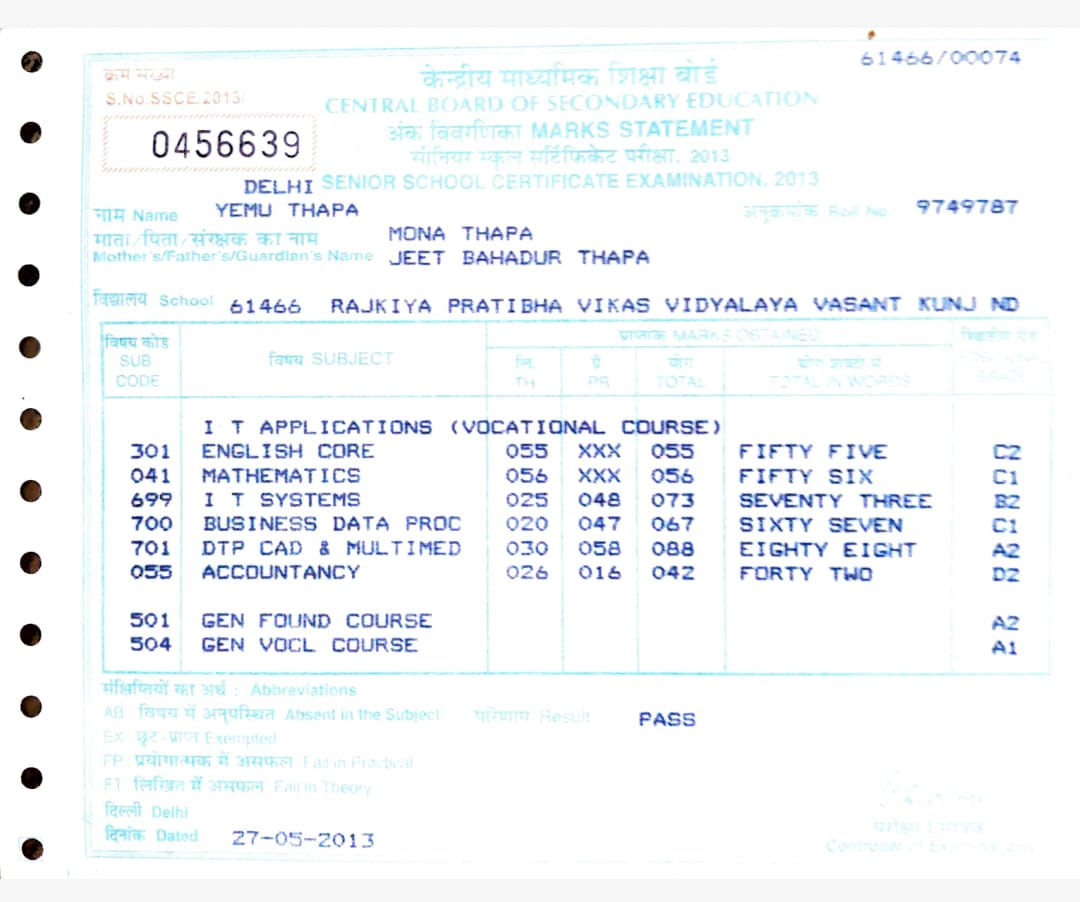 61466/00074
क्रम संख्या
S.No.SSCE/2013/
0456639
केन्द्रीय माध्यमिक शिक्षा बोर्ड
CENTRAL BOARD OF SECONDARY EDUCATION
अंक विवरणिका MARKS STATEMENT
सीनियर स्कूल सर्टिफिकेट परीक्षा, 2013
DELHI SENIOR SCHOOL CERTIFICATE EXAMINATION, 2013
नाम Name YEMU THAPA अनुक्रमांक Roll No. 9749787
माता/पिता/संरक्षक का नाम MONA THAPA
Mother's/Father's/Guardian's Name JEET BAHADUR THAPA
विद्यालय School 61466 RAJKIYA PRATIBHA VIKAS VIDYALAYA VASANT KUNJ ND
विषय कोड SUB CODE विषय SUBJECT प्राप्तांक MARKS OBTAINED
लि. TH प्रै PR योग TOTAL योग शब्दों में TOTAL IN WORDS GRADE
I T APPLICATIONS (VOCATIONAL COURSE)
301 ENGLISH CORE 055 XXX 055 FIFTY FIVE C2
041 MATHEMATICS 056 XXX 056 FIFTY SIX C1
699 I T SYSTEMS 025 048 073 SEVENTY THREE B2
700 BUSINESS DATA PROC 020 047 067 SIXTY SEVEN C1
701 DTP CAD & MULTIMED 030 058 088 EIGHTY EIGHT A2
055 ACCOUNTANCY 026 016 042 FORTY TWO D2
501 GEN FOUND COURSE A2
504 GEN VOCL COURSE A1
संक्षिप्तियों का अर्थ : Abbreviations
AB : विषय में अनुपस्थित Absent in the Subject परिणाम Result PASS
EX : छूट-प्राप्त Exempted
FP : प्रयोगात्मक में असफल Fail in Practical
FT : लिखित में असफल Fail in Theory
दिल्ली Delhi
दिनांक Dated 27-05-2013
परीक्षा नियंत्रक
Controller of Examinations